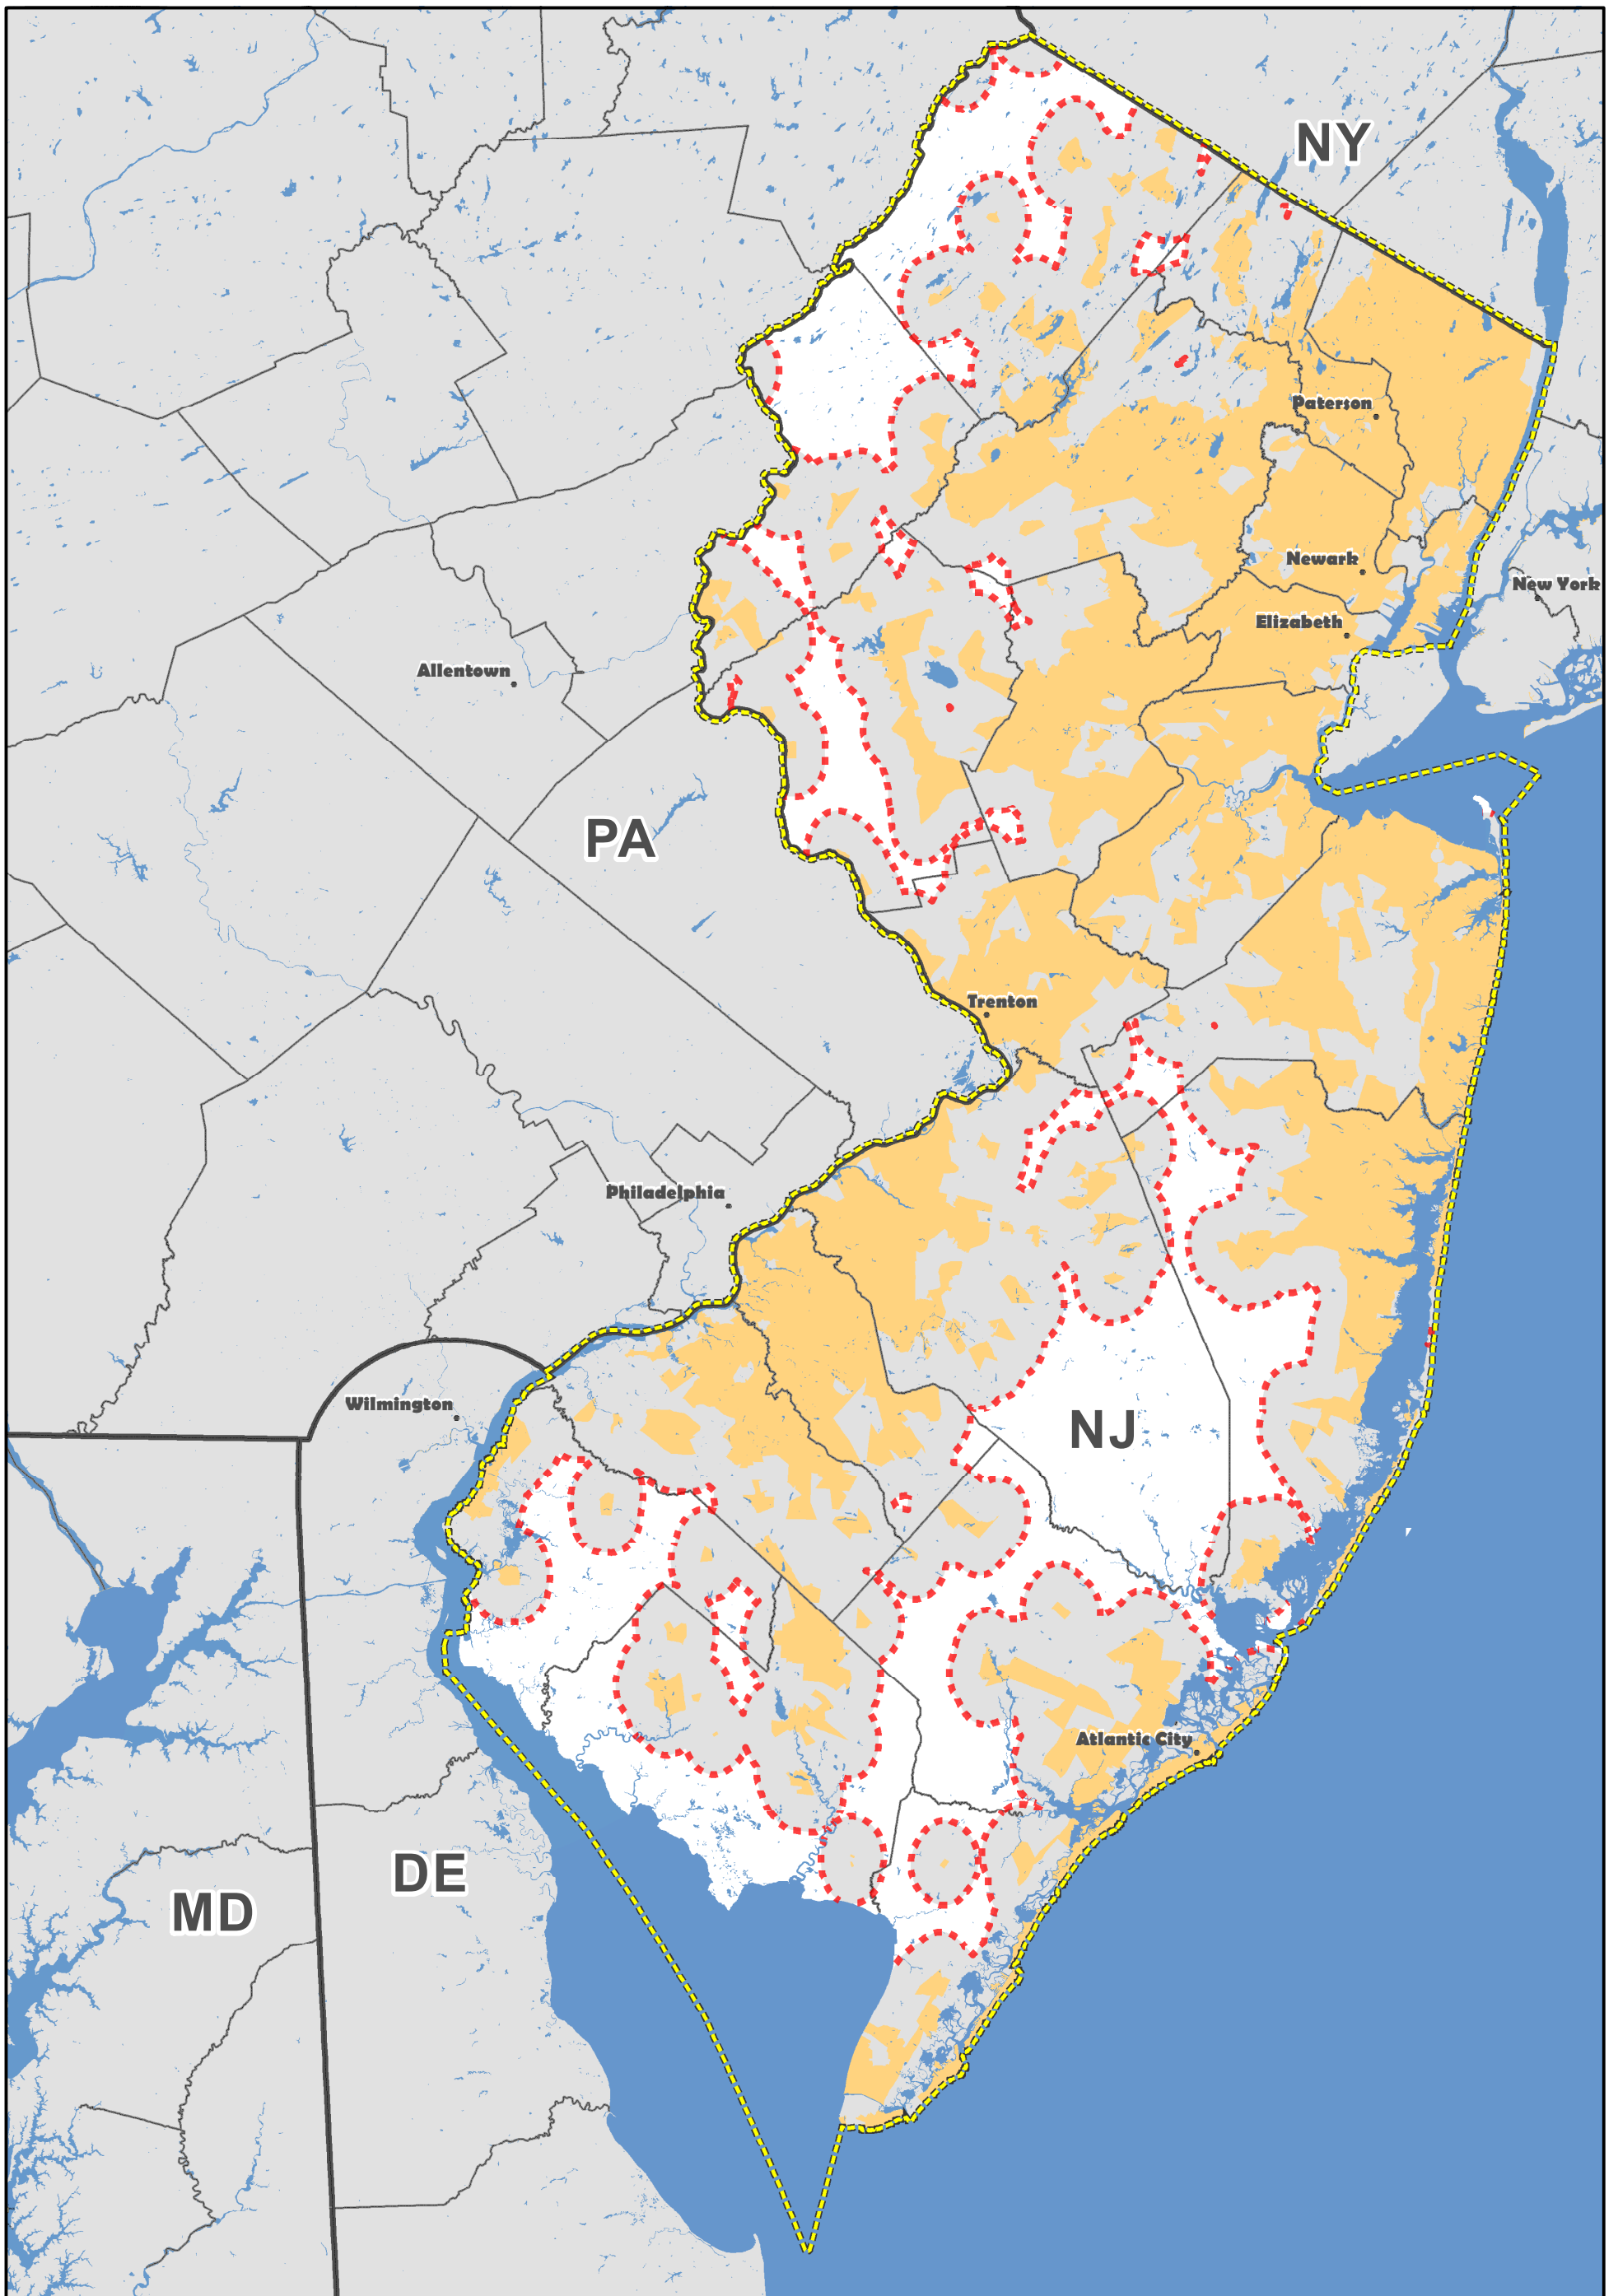 NY
Paterson
Newark
New York
Elizabeth
Allentown
PA
Trenton
Philadelphia
Wilmington
NJ
Atlantic City
DE
MD